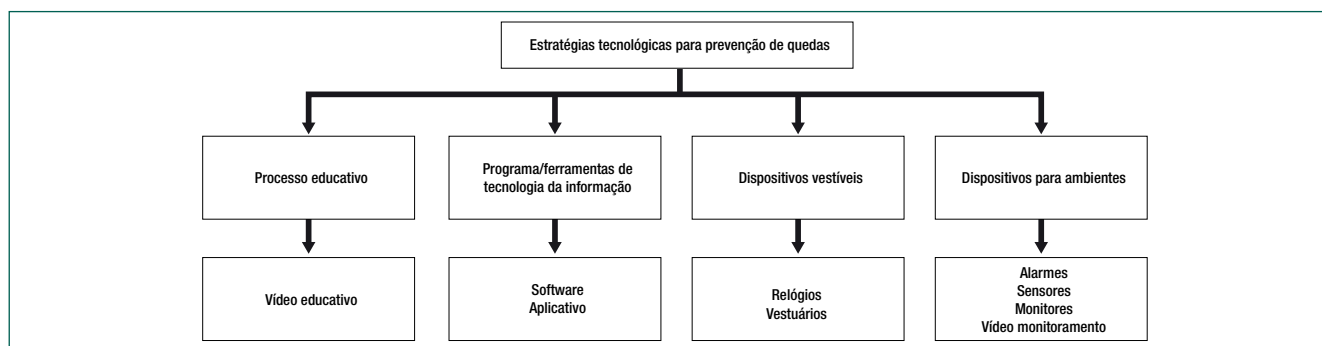 Estratégias tecnológicas para prevenção de quedas
Processo educativo
Programa/ferramentas de
tecnologia da informação
Dispositivos vestíveis
Dispositivos para ambientes
Vídeo educativo
Software
Aplicativo
Relógios
Vestuários
Alarmes
Sensores
Monitores
Vídeo monitoramento